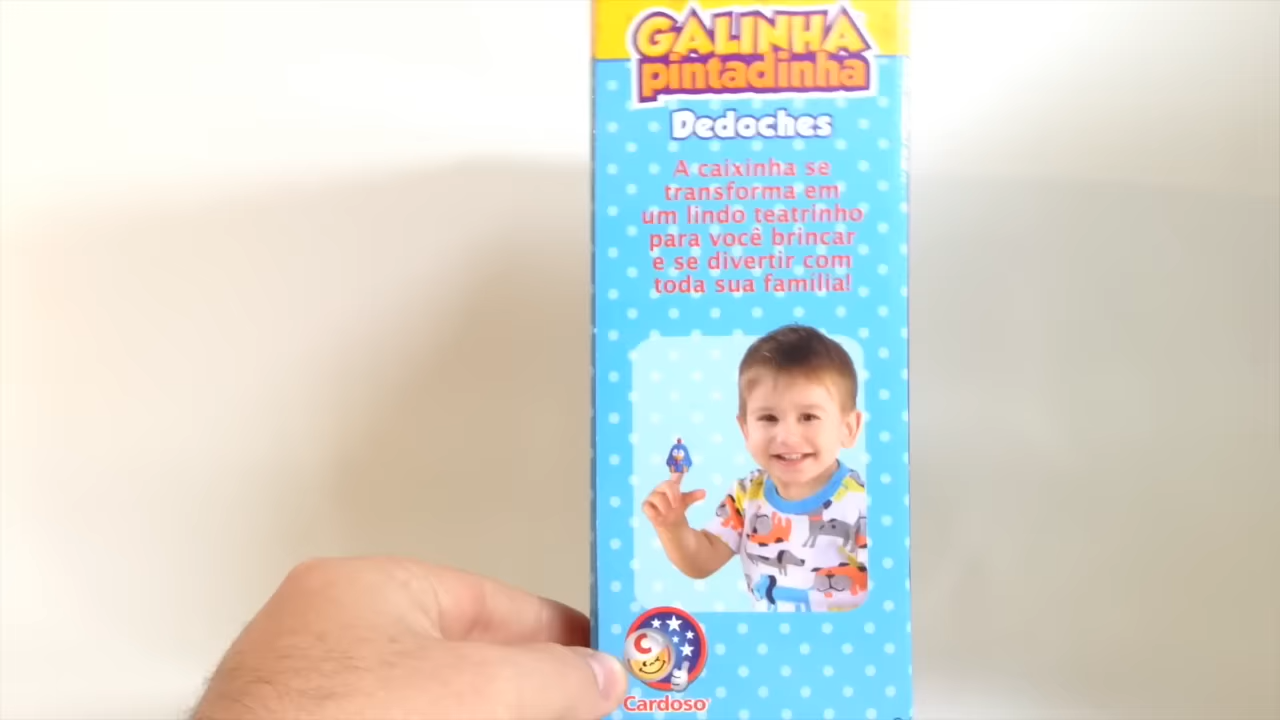 GALINHA
pintadinha
Dedoches
A caixinha se
transforma em
um lindo teatrinho
para você brincar
e se divertir com
toda sua família!
C
Cardoso